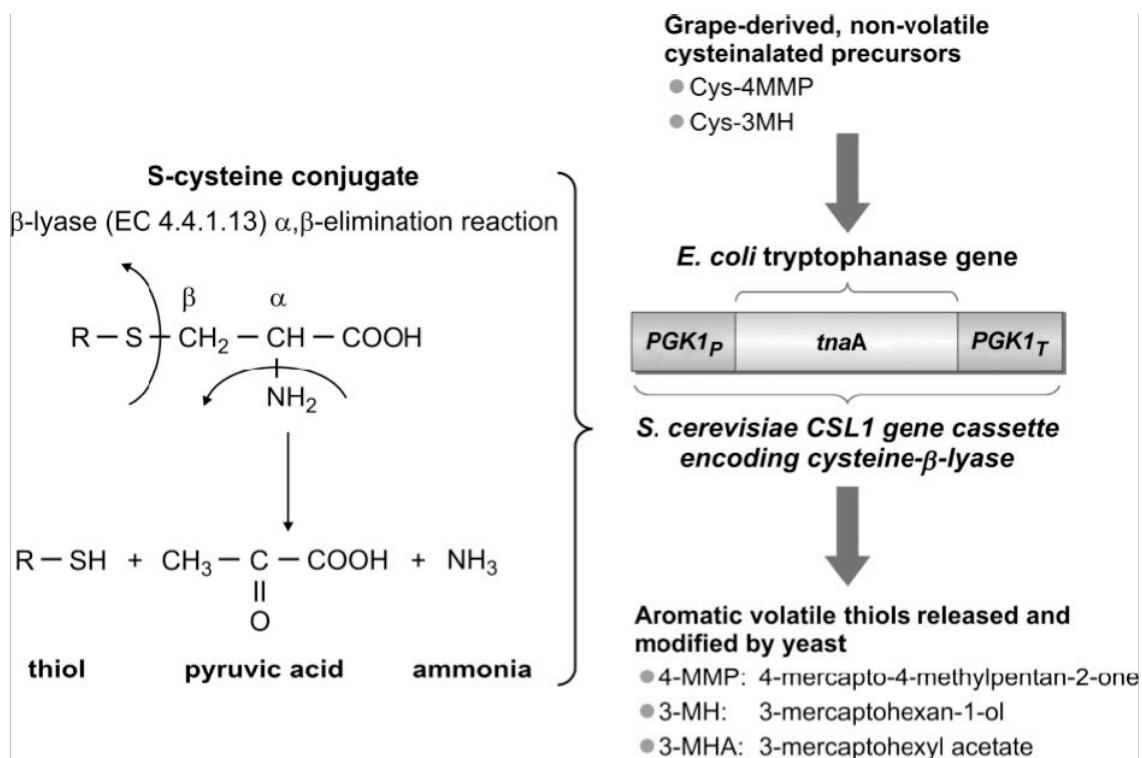 Grape-derived, non-volatile
cysteinalated precursors
Cys-4MMP
Cys-3MH
S-cysteine conjugate
β-lyase (EC 4.4.1.13) α,β-elimination reaction
β α
R – S – CH₂ – CH – COOH
NH₂
R – SH + CH₃ – C – COOH + NH₃
O
thiol pyruvic acid ammonia
E. coli tryptophanase gene
PGK1P tnaA PGK1T
S. cerevisiae CSL1 gene cassette
encoding cysteine-β-lyase
Aromatic volatile thiols released and
modified by yeast
4-MMP: 4-mercapto-4-methylpentan-2-one
3-MH: 3-mercaptohexan-1-ol
3-MHA: 3-mercaptohexyl acetate